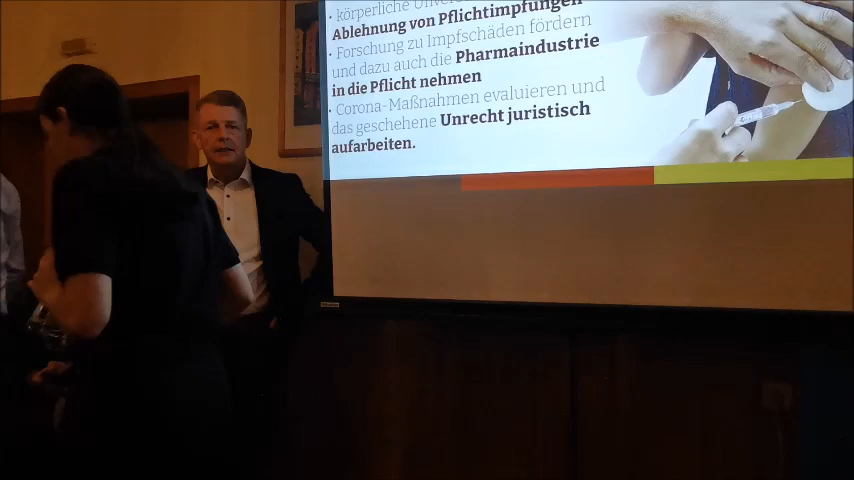 • körperliche
Ablehnung von Pflichtimpfungen
• Forschung zu Impfschäden fördern
und dazu auch die Pharmaindustrie
in die Pflicht nehmen
• Corona-Maßnahmen evaluieren und
das geschehene Unrecht juristisch
aufarbeiten.